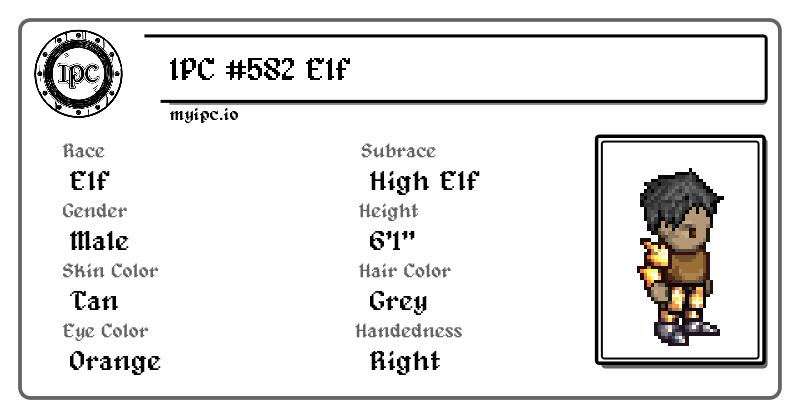 IPC
IPC #582 Elf
myipc.io
Race
Elf
Subrace
High Elf
Gender
Male
Height
6'1"
Skin Color
Tan
Hair Color
Grey
Eye Color
Orange
Handedness
Right